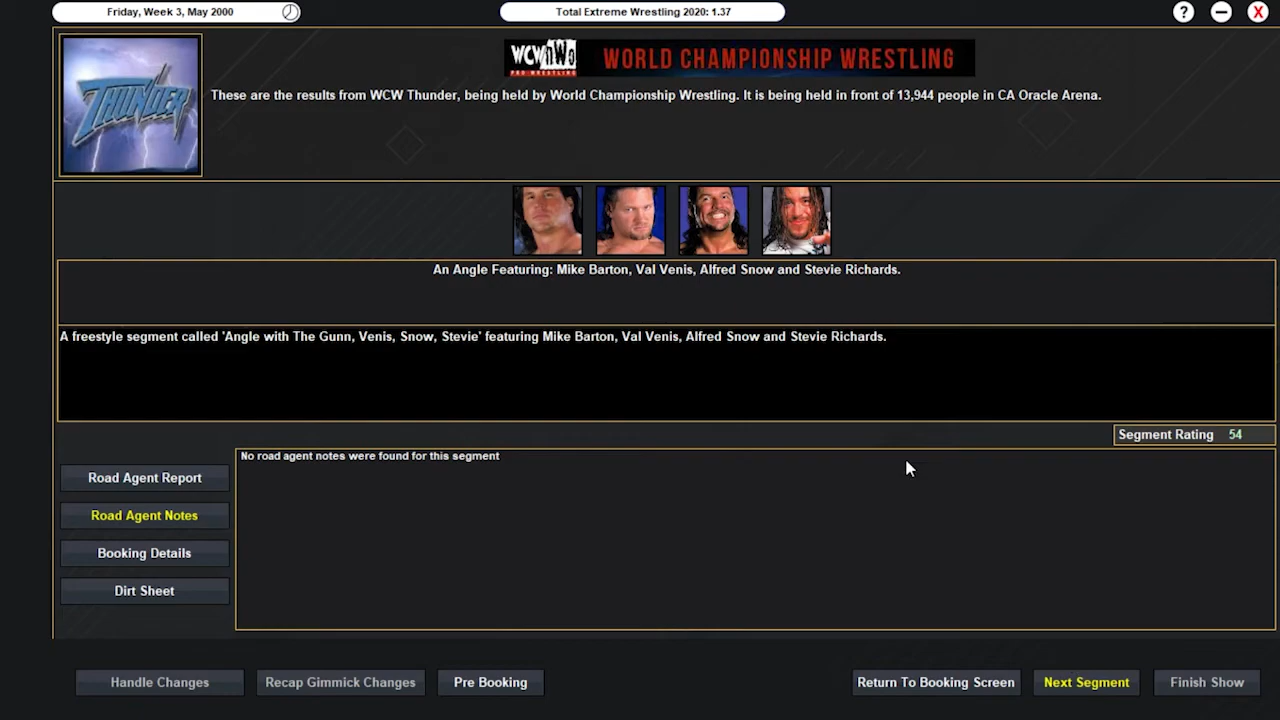 Friday, Week 3, May 2000
Total Extreme Wrestling 2020: 1.37
?
X
THUNDER
WCW nWo
PRO-WRESTLING
WORLD CHAMPIONSHIP WRESTLING
These are the results from WCW Thunder, being held by World Championship Wrestling. It is being held in front of 13,944 people in CA Oracle Arena.
An Angle Featuring: Mike Barton, Val Venis, Alfred Snow and Stevie Richards.
A freestyle segment called 'Angle with The Gunn, Venis, Snow, Stevie' featuring Mike Barton, Val Venis, Alfred Snow and Stevie Richards.
Segment Rating 54
No road agent notes were found for this segment
Road Agent Report
Road Agent Notes
Booking Details
Dirt Sheet
Handle Changes
Recap Gimmick Changes
Pre Booking
Return To Booking Screen
Next Segment
Finish Show